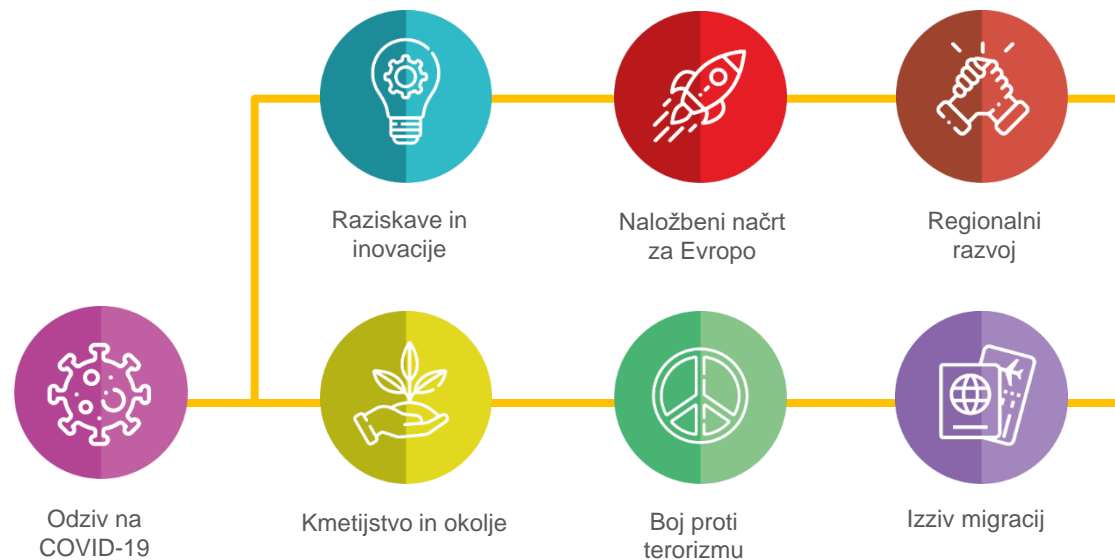 Raziskave in
inovacije
Naložbeni načrt
za Evropo
Regionalni
razvoj
Odziv na
COVID-19
Kmetijstvo in okolje
Boj proti
terorizmu
Izziv migracij